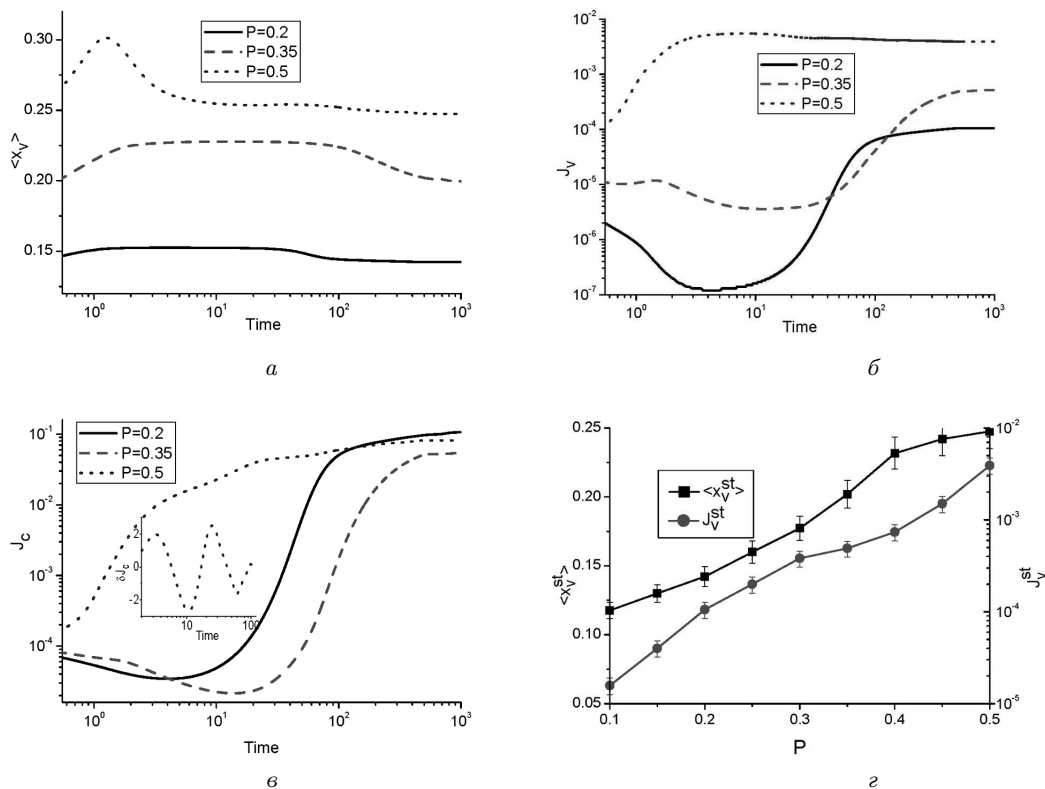 0.30
0.25
0.20
0.15
<x_v>
P=0.2
P=0.35
P=0.5
10^0
10^1
10^2
10^3
Time
а
10^-2
10^-3
10^-4
10^-5
10^-6
10^-7
J_v
P=0.2
P=0.35
P=0.5
10^0
10^1
10^2
10^3
Time
б
10^-1
10^-2
10^-3
10^-4
J_c
P=0.2
P=0.35
P=0.5
2
0
-2
δJ_c
10
100
Time
10^0
10^1
10^2
10^3
Time
в
0.25
0.20
0.15
0.10
0.05
<x_v^st>
<x_v^st>
J_v^st
10^-2
10^-3
10^-4
10^-5
J_v^st
0.1
0.2
0.3
0.4
0.5
P
г